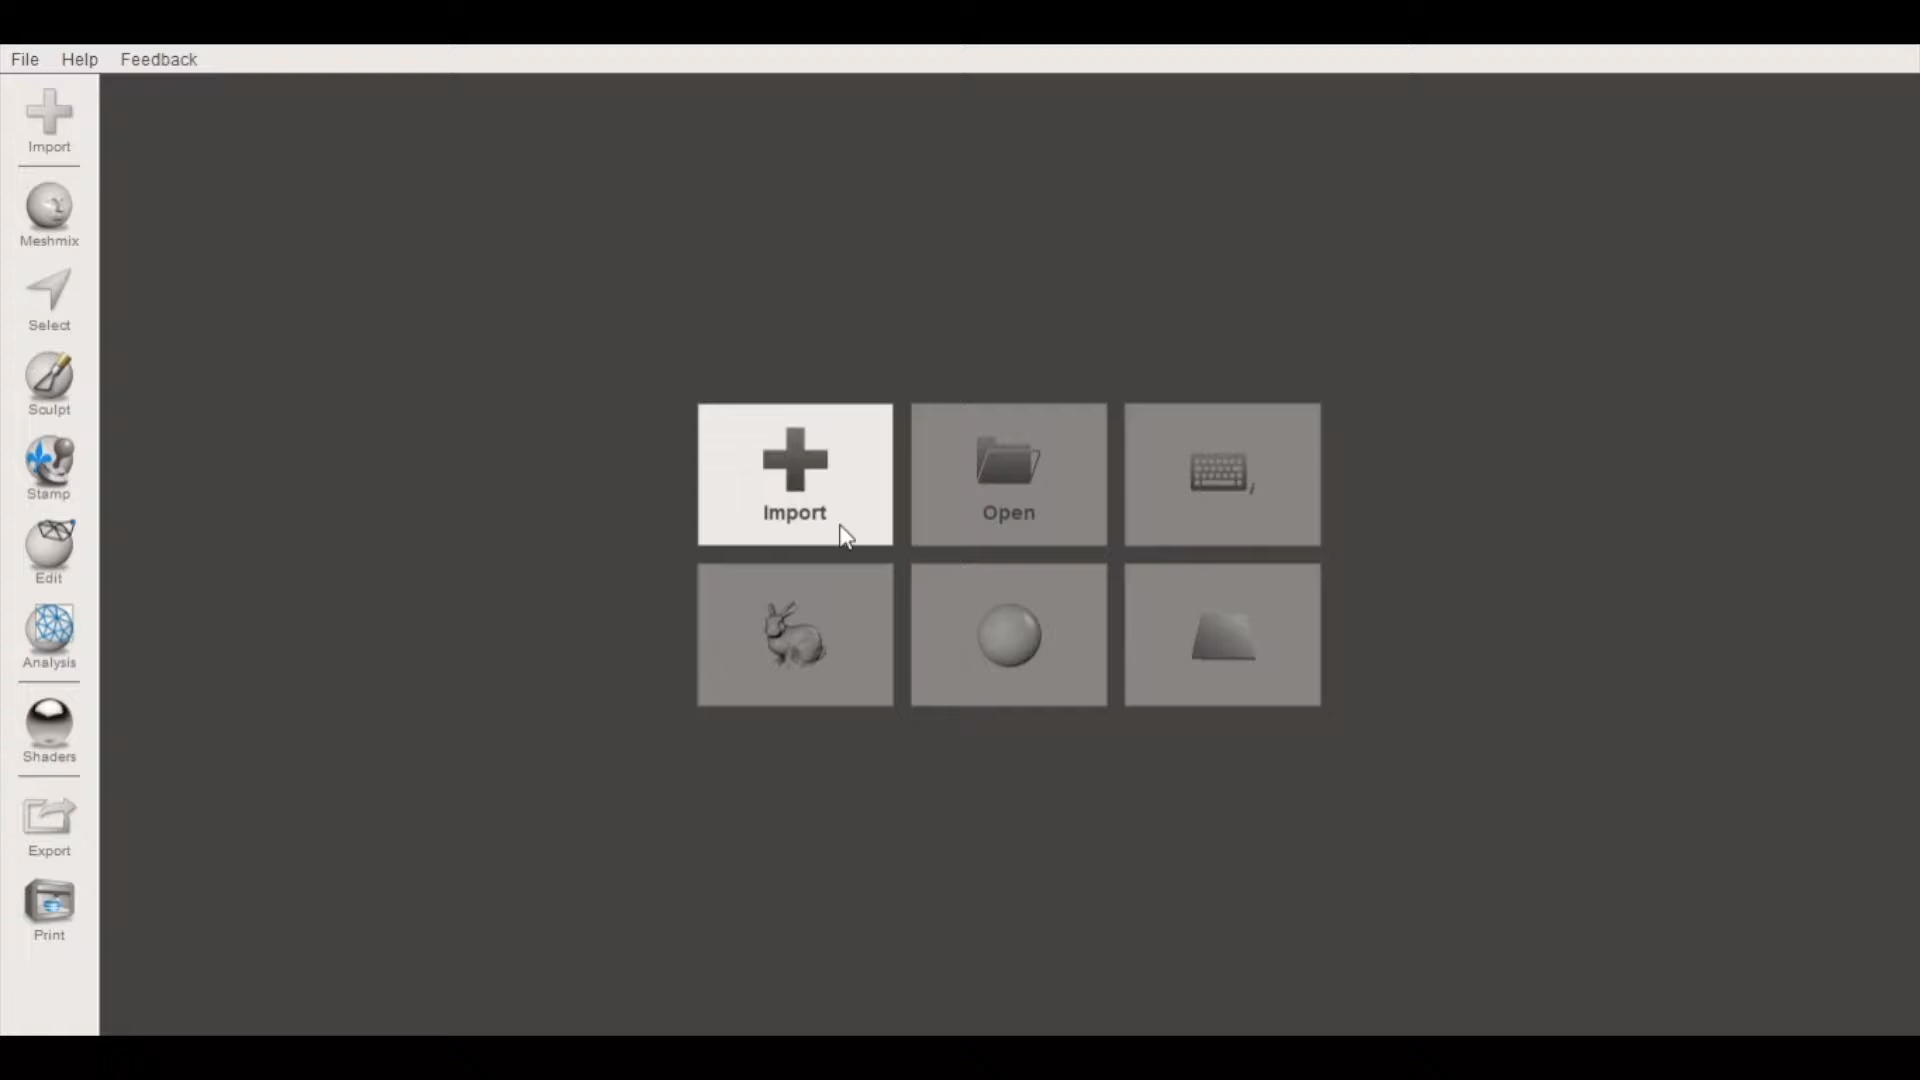 File Help Feedback
Import
Meshmix
Select
Sculpt
Stamp
Edit
Analysis
Shaders
Export
Print
Import
Open